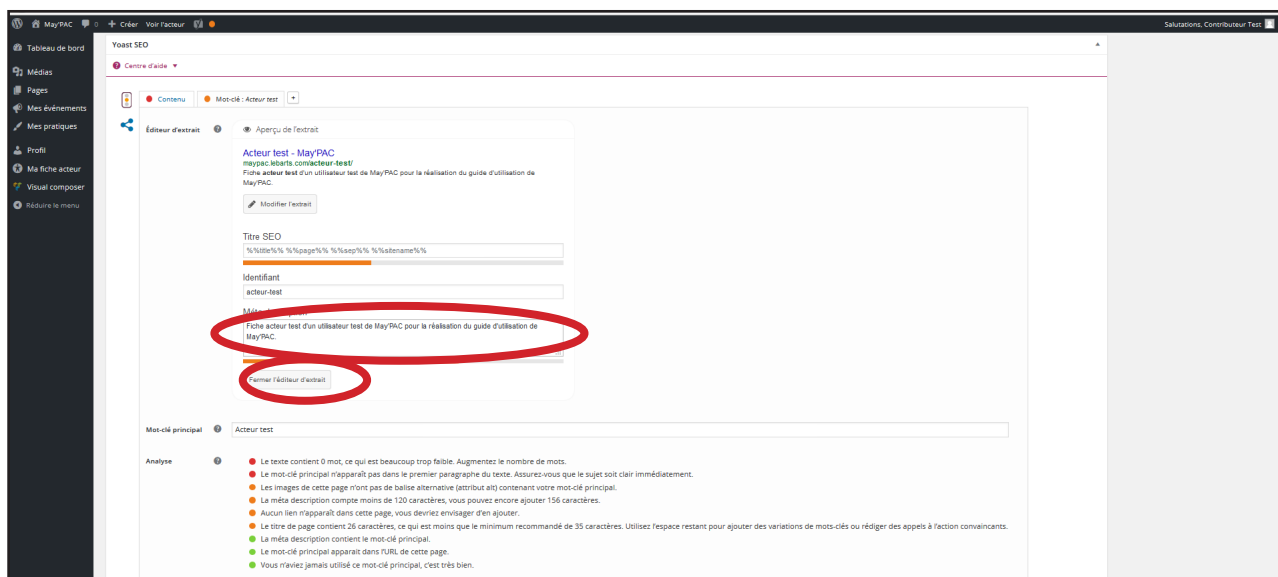 May'PAC 0 + Créer Voir l'acteur
Salutations, Contributeur Test
Tableau de bord
Médias
Pages
Mes événements
Mes pratiques
Profil
Ma fiche acteur
Visual composer
Réduire le menu
Yoast SEO
Centre d'aide
Contenu
Mot-clé : Acteur test
+
Éditeur d'extrait
Aperçu de l'extrait
Acteur test - May'PAC
maypac.lebarts.com/acteur-test/
Fiche acteur test d'un utilisateur test de May'PAC pour la réalisation du guide d'utilisation de
May'PAC.
Modifier l'extrait
Titre SEO
%%title%% %%page%% %%sep%% %%sitename%%
Identifiant
acteur-test
Fiche acteur test d'un utilisateur test de May'PAC pour la réalisation du guide d'utilisation de
May'PAC.
Fermer l'éditeur d'extrait
Mot-clé principal
Acteur test
Analyse
Le texte contient 0 mot, ce qui est beaucoup trop faible. Augmentez le nombre de mots.
Le mot-clé principal n'apparaît pas dans le premier paragraphe du texte. Assurez-vous que le sujet soit clair immédiatement.
Les images de cette page n'ont pas de balise alternative (attribut alt) contenant votre mot-clé principal.
La méta description compte moins de 120 caractères, vous pouvez encore ajouter 156 caractères.
Aucun lien n'apparaît dans cette page, vous devriez envisager d'en ajouter.
Le titre de page contient 26 caractères, ce qui est moins que le minimum recommandé de 35 caractères. Utilisez l'espace restant pour ajouter des variations de mots-clés ou rédiger des appels à l'action convaincants.
La méta description contient le mot-clé principal.
Le mot-clé principal apparait dans l'URL de cette page.
Vous n'aviez jamais utilisé ce mot-clé principal, c'est très bien.